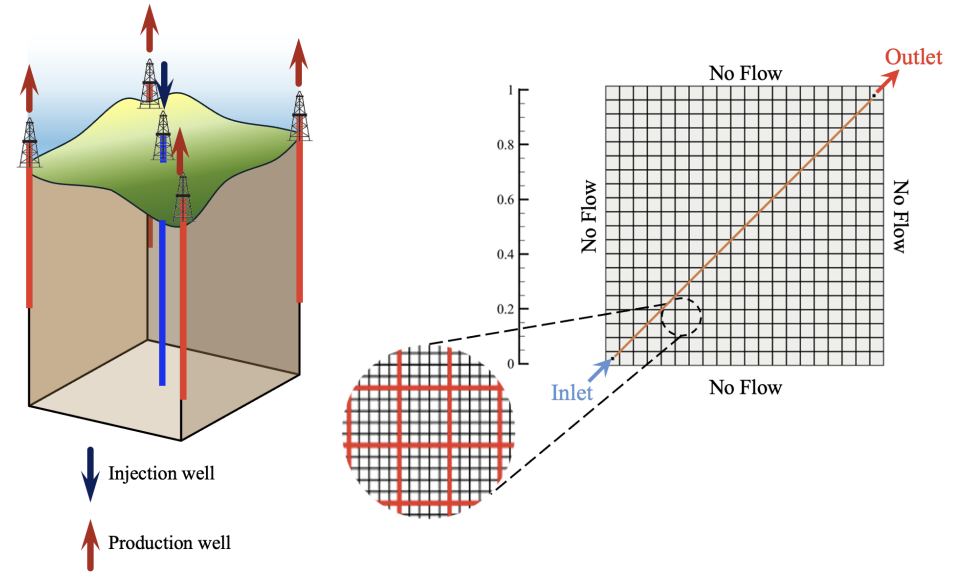 Injection well
Production well
No Flow
Outlet
1
0.8
0.6
0.4
0.2
0
No Flow
No Flow
Inlet
No Flow